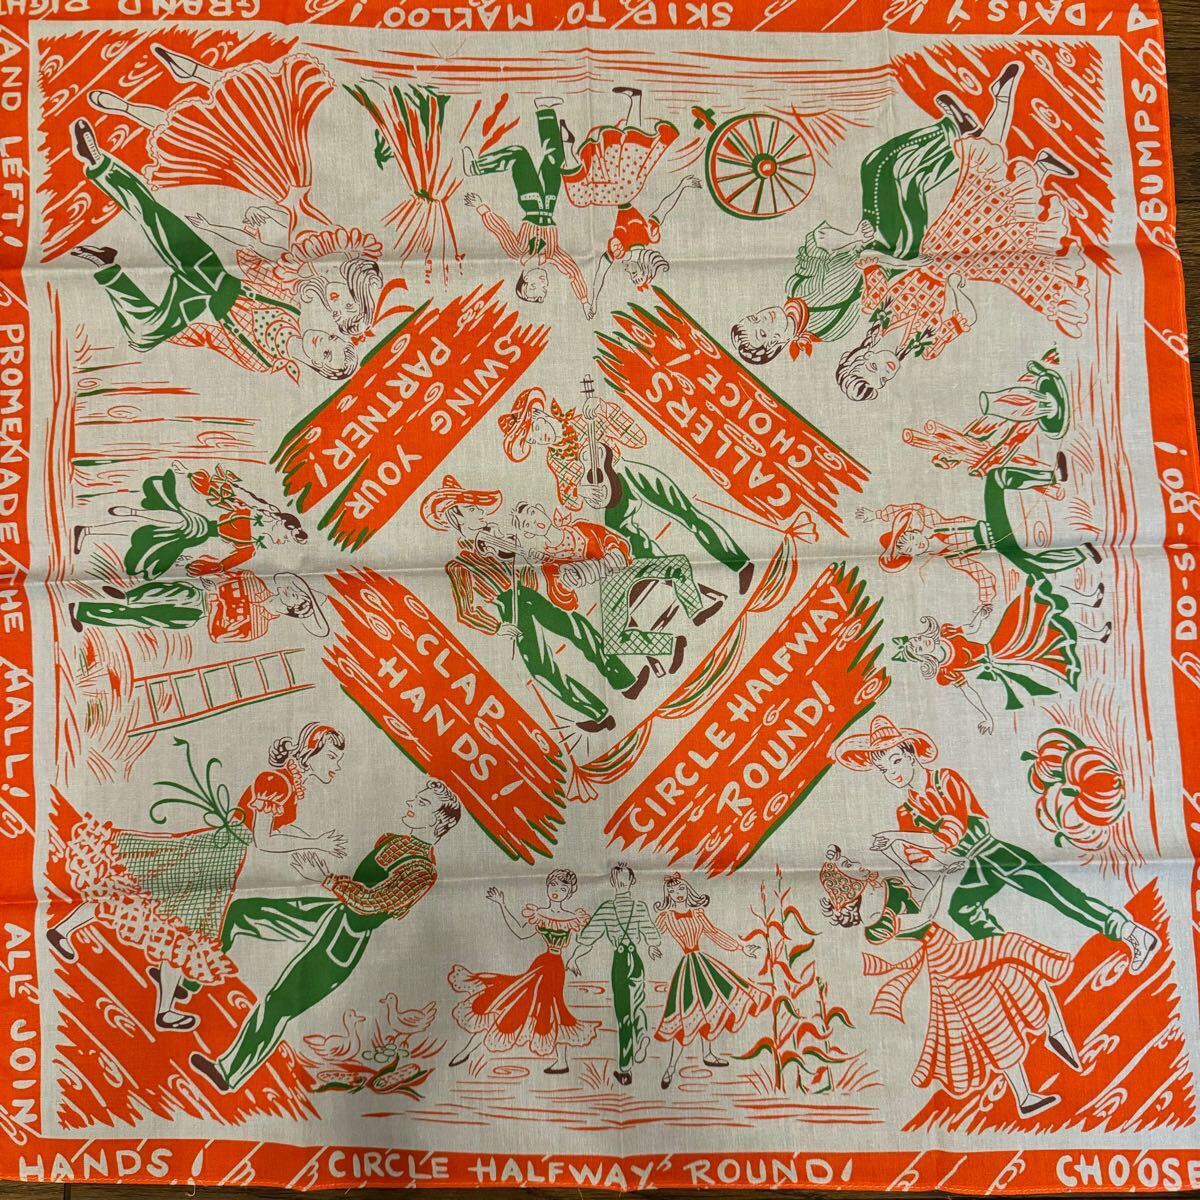 GRAND RIGHT
AND LEFT!
SKIP TO MALLOO!
A' DAISY!
BUMPS
DO-SI-DO!
PROMENADE THE MALL!
ALL JOIN
HANDS!
CIRCLE HALFWAY ROUND!
CHOOSE
SWING YOUR
PARTNER!
CALLERS
CHOICE!
CLAP
HANDS!
CIRCLE HALFWAY
ROUND!